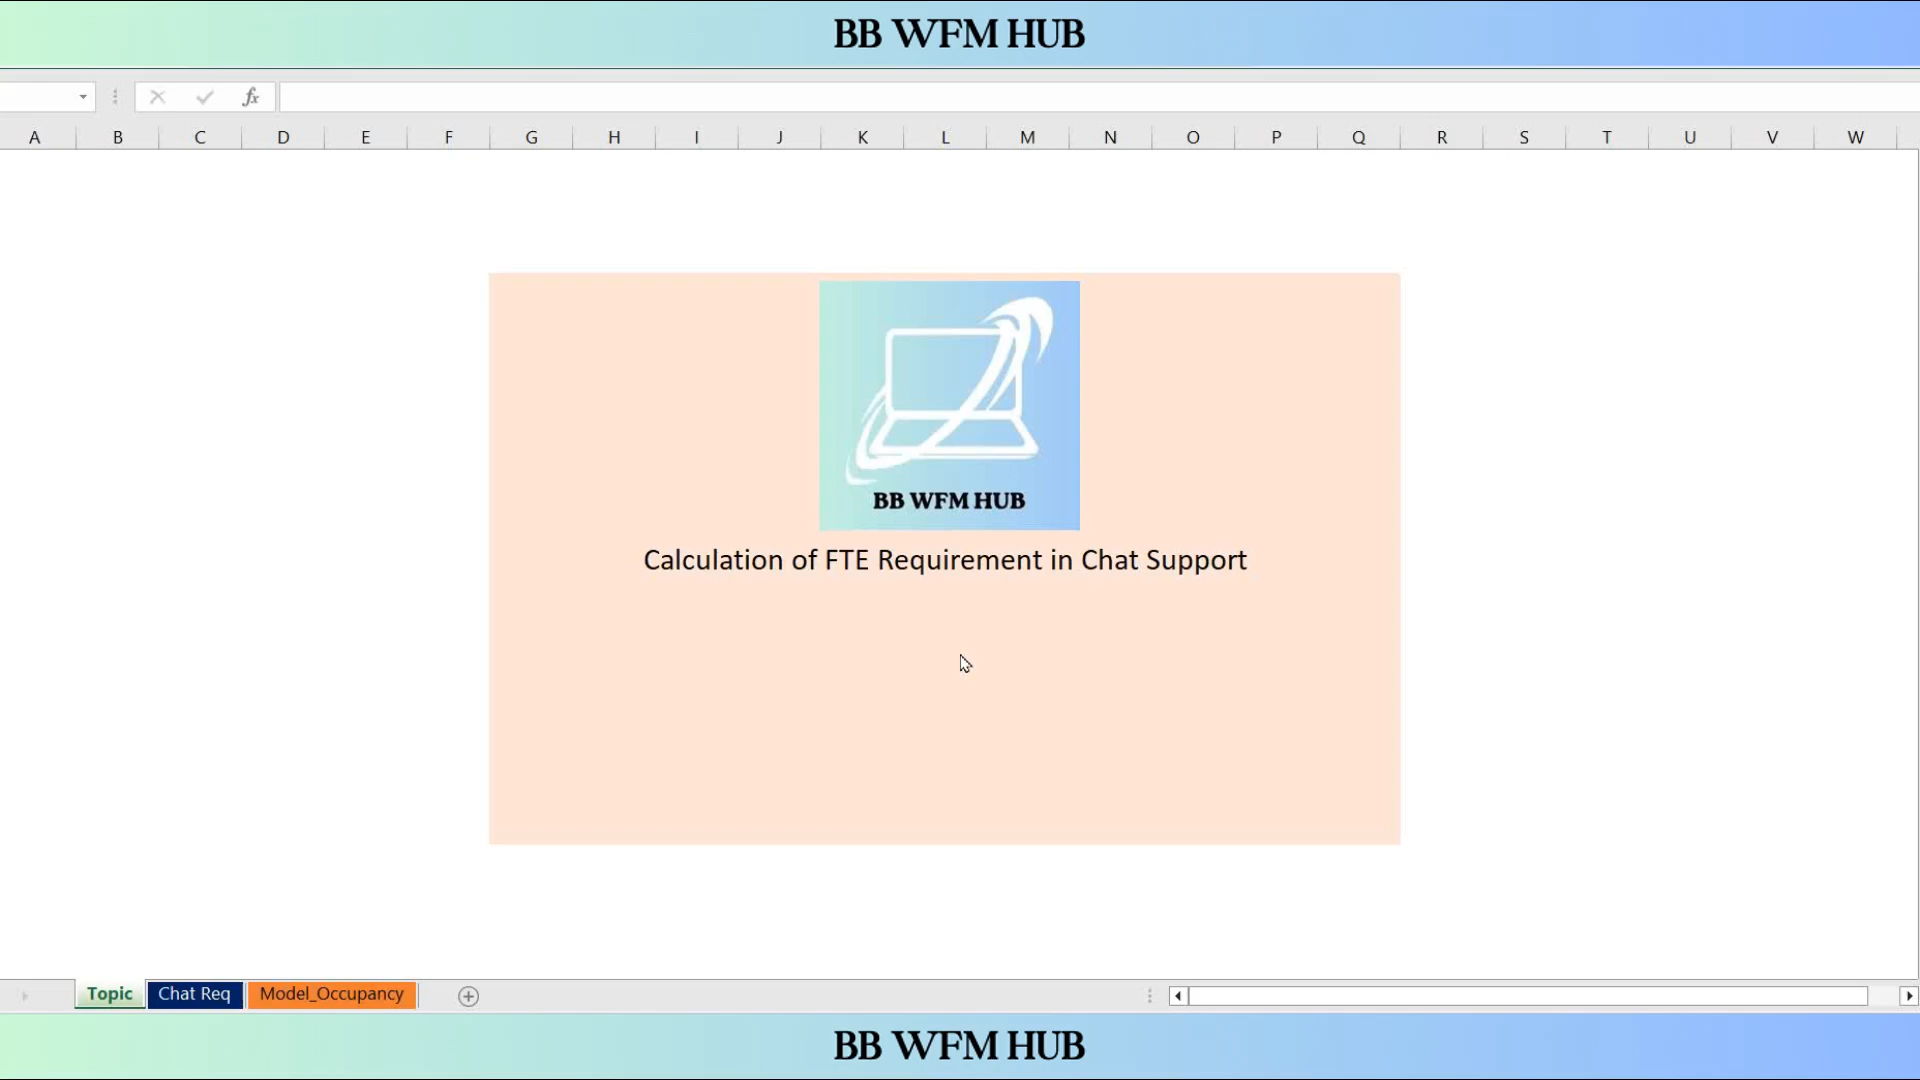 BB WFM HUB
fx
A B C D E F G H I J K L M N O P Q R S T U V W
BB WFM HUB
Calculation of FTE Requirement in Chat Support
Topic Chat Req Model_Occupancy
BB WFM HUB